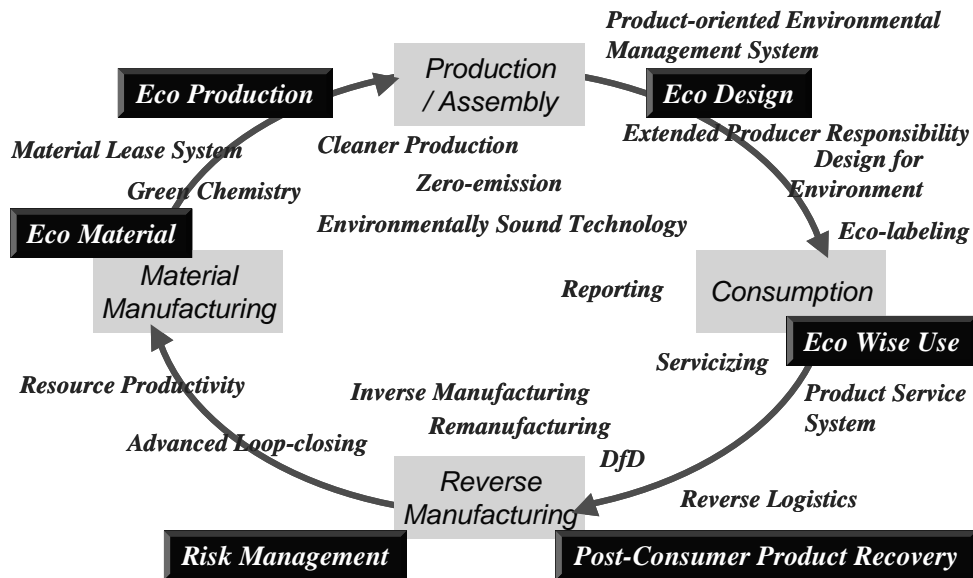 Product-oriented Environmental
Management System
Production
/ Assembly
Eco Production
Eco Design
Extended Producer Responsibility
Cleaner Production
Material Lease System
Design for
Environment
Zero-emission
Green Chemistry
Environmentally Sound Technology
Eco Material
Eco-labeling
Material
Manufacturing
Reporting
Consumption
Eco Wise Use
Servicizing
Resource Productivity
Inverse Manufacturing
Product Service
System
Remanufacturing
Advanced Loop-closing
DfD
Reverse
Manufacturing
Reverse Logistics
Risk Management
Post-Consumer Product Recovery